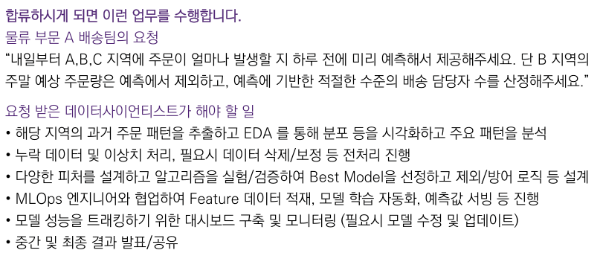 합류하시게 되면 이런 업무를 수행합니다.
물류 부문 A 배송팀의 요청
“내일부터 A,B,C 지역에 주문이 얼마나 발생할 지 하루 전에 미리 예측해서 제공해주세요. 단 B 지역의
주말 예상 주문량은 예측에서 제외하고, 예측에 기반한 적절한 수준의 배송 담당자 수를 산정해주세요.”
요청 받은 데이터사이언티스트가 해야 할 일
• 해당 지역의 과거 주문 패턴을 추출하고 EDA 를 통해 분포 등을 시각화하고 주요 패턴을 분석
• 누락 데이터 및 이상치 처리, 필요시 데이터 삭제/보정 등 전처리 진행
• 다양한 피처를 설계하고 알고리즘을 실험/검증하여 Best Model을 선정하고 제외/방어 로직 등 설계
• MLOps 엔지니어와 협업하여 Feature 데이터 적재, 모델 학습 자동화, 예측값 서빙 등 진행
• 모델 성능을 트래킹하기 위한 대시보드 구축 및 모니터링 (필요시 모델 수정 및 업데이트)
• 중간 및 최종 결과 발표/공유